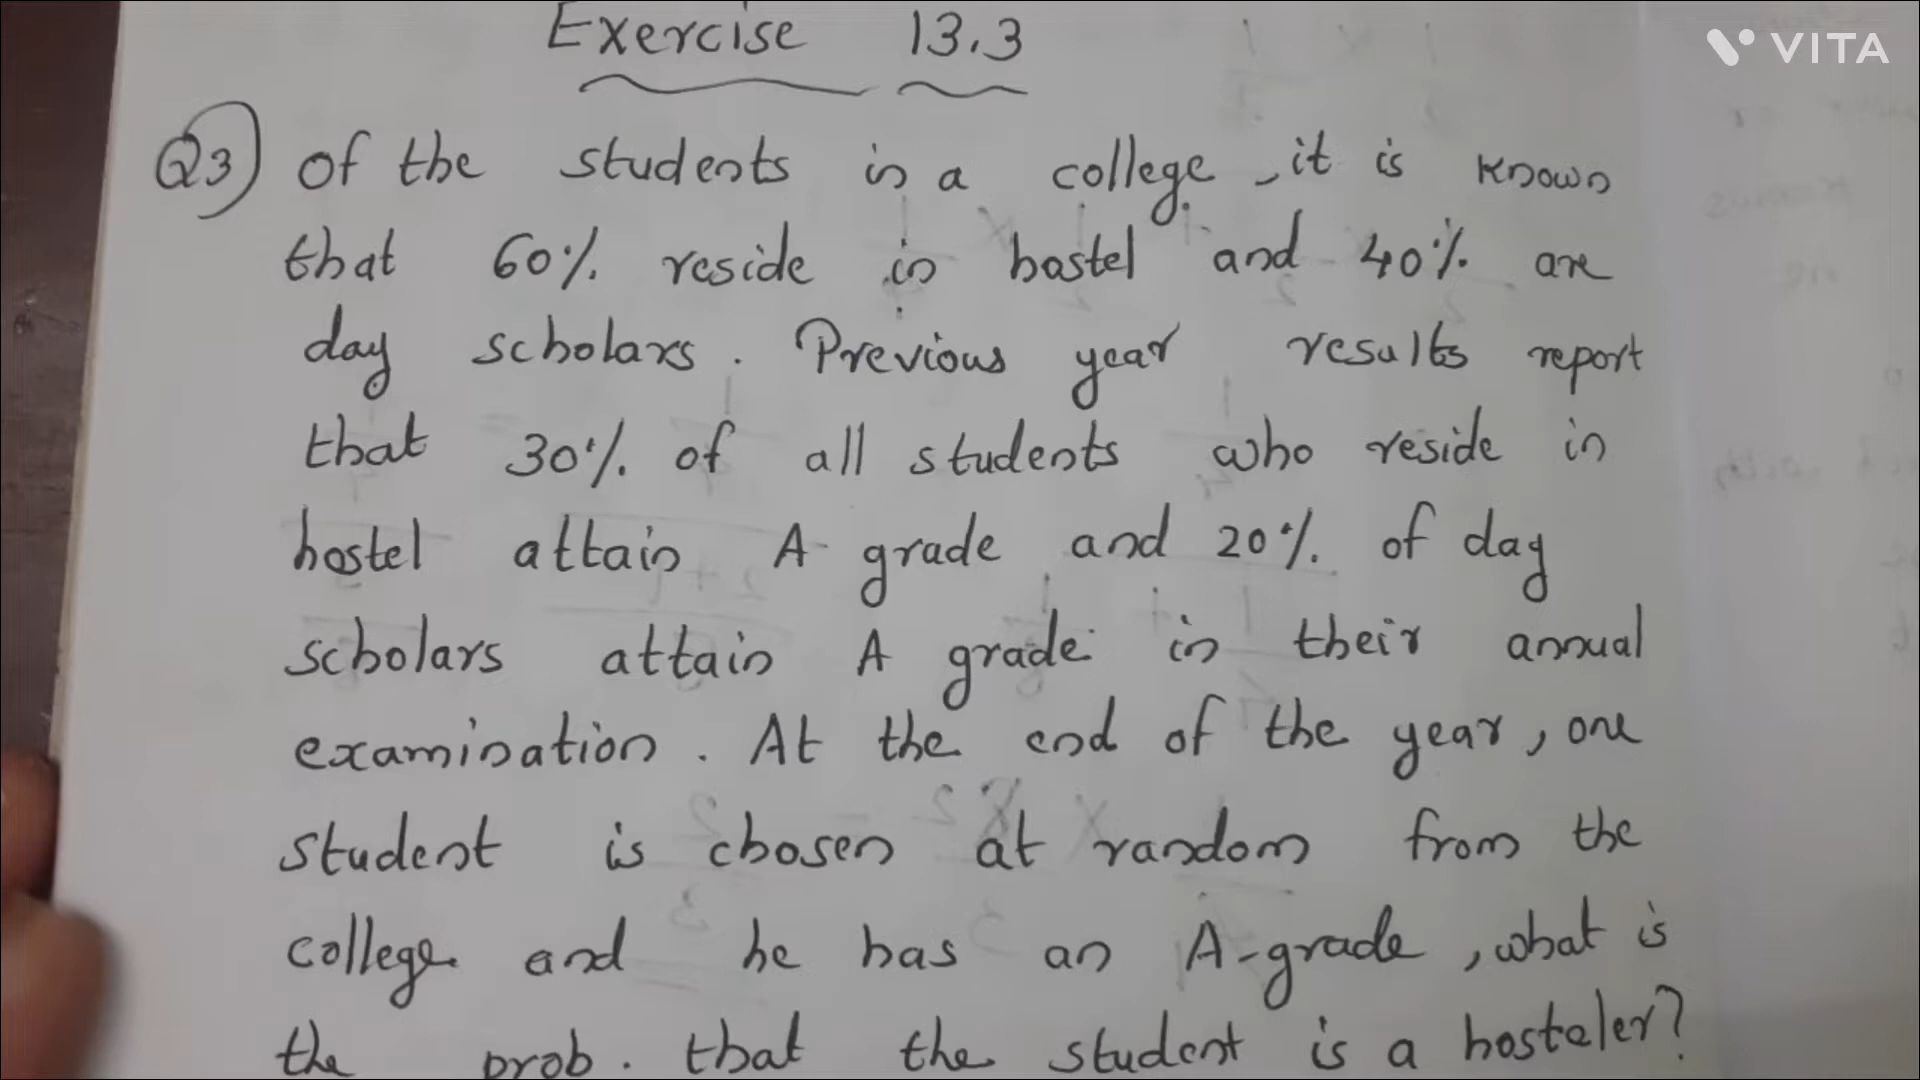 Exercise 13.3
VITA
Q3) Of the students in a college, it is known
that 60% reside in hostel and 40% are
day scholars. Previous year results report
that 30% of all students who reside in
hostel attain A grade and 20% of day
scholars attain A grade in their annual
examination. At the end of the year, one
student is chosen at random from the
college and he has an A-grade, what is
the prob. that the student is a hosteler?